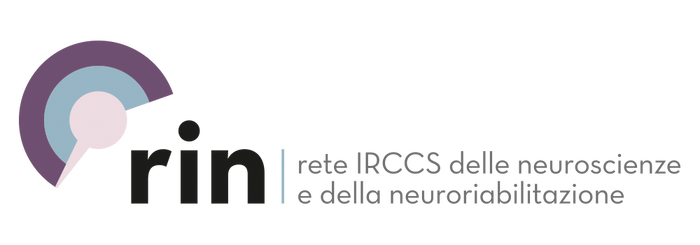 rin
rete IRCCS delle neuroscienze
e della neuroriabilitazione